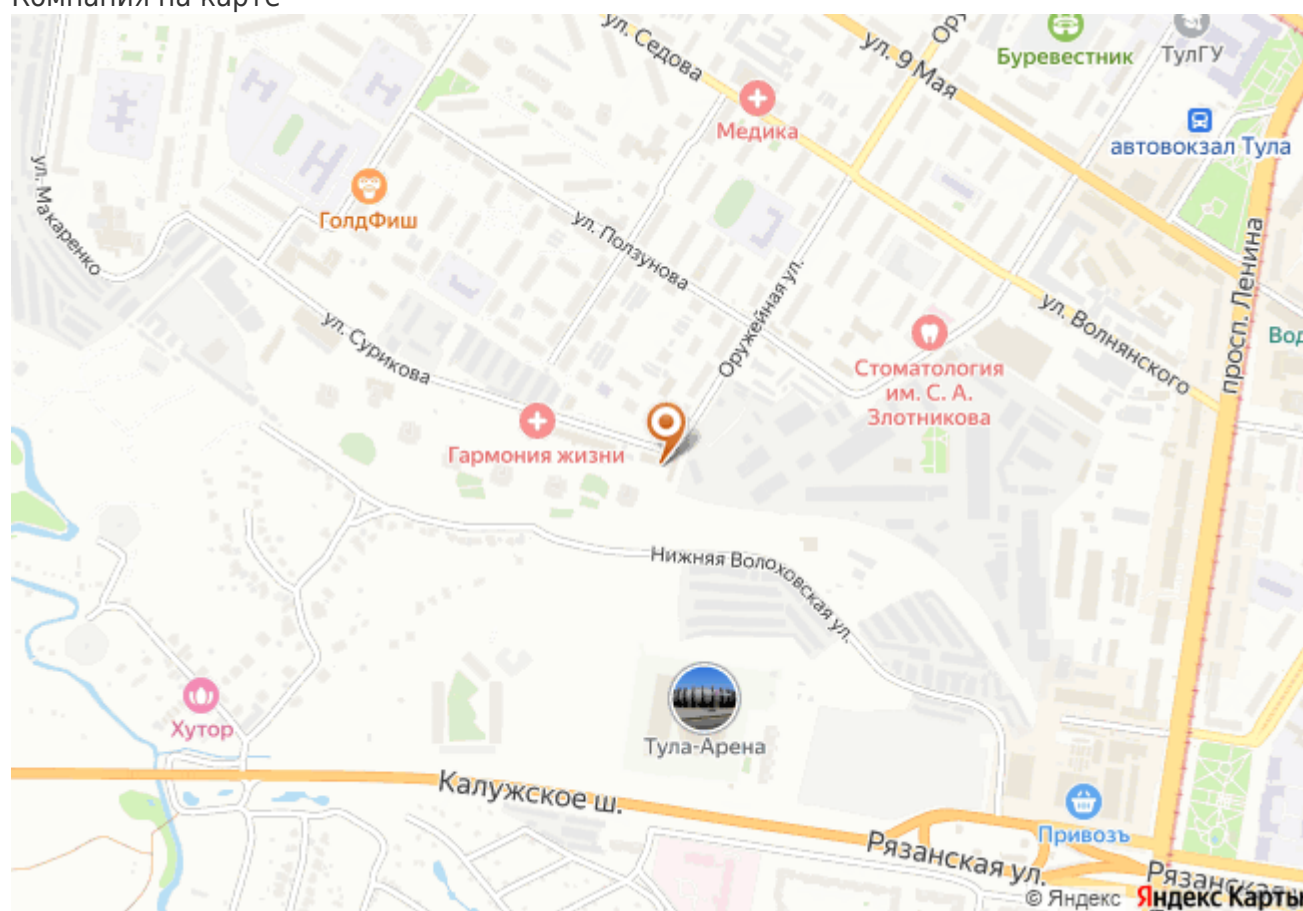 Компания на карте
ул. Седова
ул. 9 Мая
Буревестник
ТулГУ
Медика
автовокзал Тула
ул. Макаренко
ГолдФиш
ул. Ползунова
Оружейная ул.
просп. Ленина
ул. Волнянского
ул. Сурикова
Стоматология
им. С. А.
Злотникова
Гармония жизни
Нижняя Волоховская ул.
Хутор
Тула-Арена
Калужское ш.
Привозъ
Рязанская ул.
Рязанская
© Яндекс Яндекс Карты